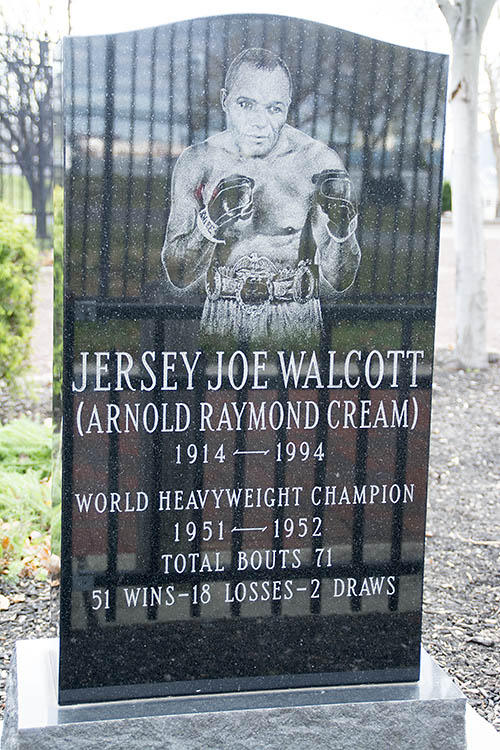 JERSEY JOE WALCOTT
(ARNOLD RAYMOND CREAM)
1914 — 1994
WORLD HEAVYWEIGHT CHAMPION
1951 — 1952
TOTAL BOUTS 71
51 WINS-18 LOSSES-2 DRAWS